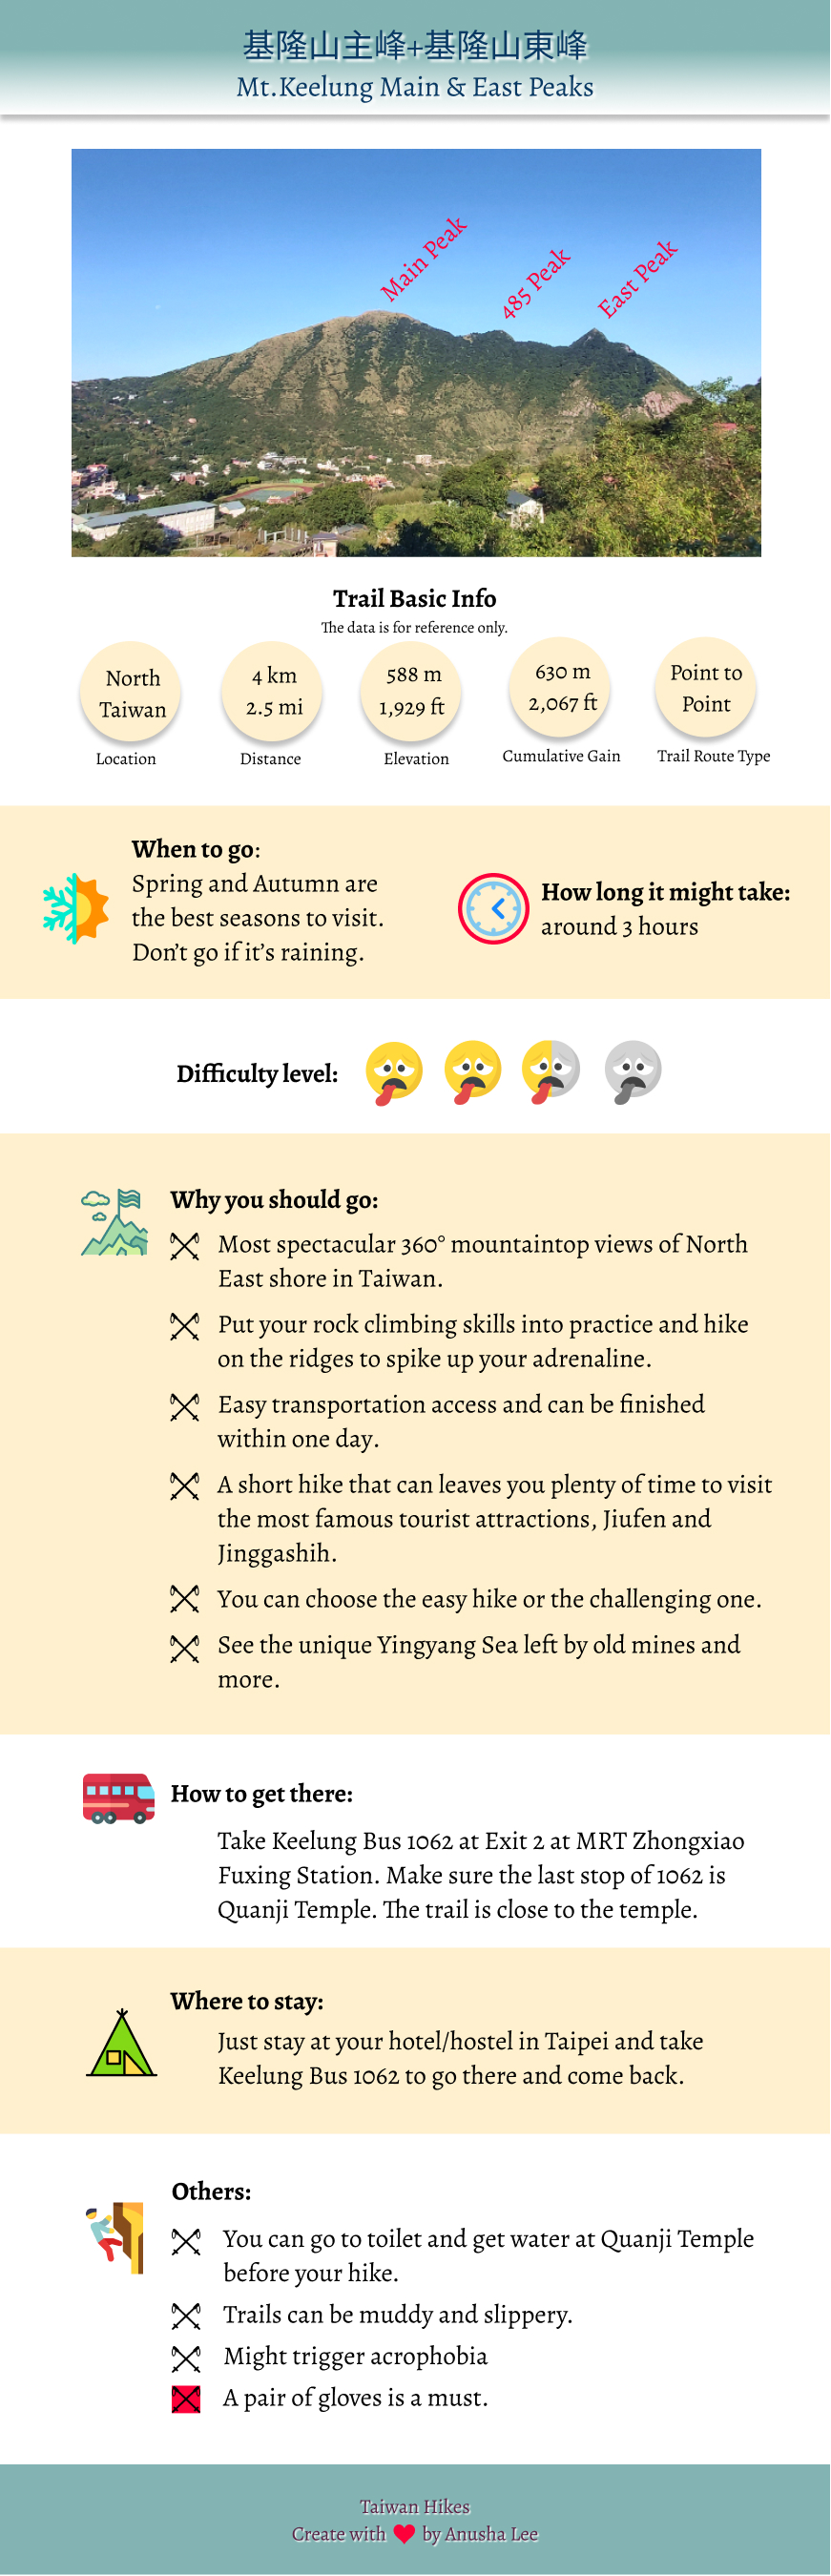 基隆山主峰+基隆山東峰
Mt.Keelung Main & East Peaks
Main Peak
485 Peak
East Peak
Trail Basic Info
The data is for reference only.
North
Taiwan
Location
4 km
2.5 mi
Distance
588 m
1,929 ft
Elevation
630 m
2,067 ft
Cumulative Gain
Point to
Point
Trail Route Type
When to go:
Spring and Autumn are
the best seasons to visit.
Don't go if it's raining.
How long it might take:
around 3 hours
Difficulty level:
Why you should go:
Most spectacular 360° mountaintop views of North
East shore in Taiwan.
Put your rock climbing skills into practice and hike
on the ridges to spike up your adrenaline.
Easy transportation access and can be finished
within one day.
A short hike that can leaves you plenty of time to visit
the most famous tourist attractions, Jiufen and
Jinggashih.
You can choose the easy hike or the challenging one.
See the unique Yingyang Sea left by old mines and
more.
How to get there:
Take Keelung Bus 1062 at Exit 2 at MRT Zhongxiao
Fuxing Station. Make sure the last stop of 1062 is
Quanji Temple. The trail is close to the temple.
Where to stay:
Just stay at your hotel/hostel in Taipei and take
Keelung Bus 1062 to go there and come back.
Others:
You can go to toilet and get water at Quanji Temple
before your hike.
Trails can be muddy and slippery.
Might trigger acrophobia
A pair of gloves is a must.
Taiwan Hikes
Create with ❤ by Anusha Lee